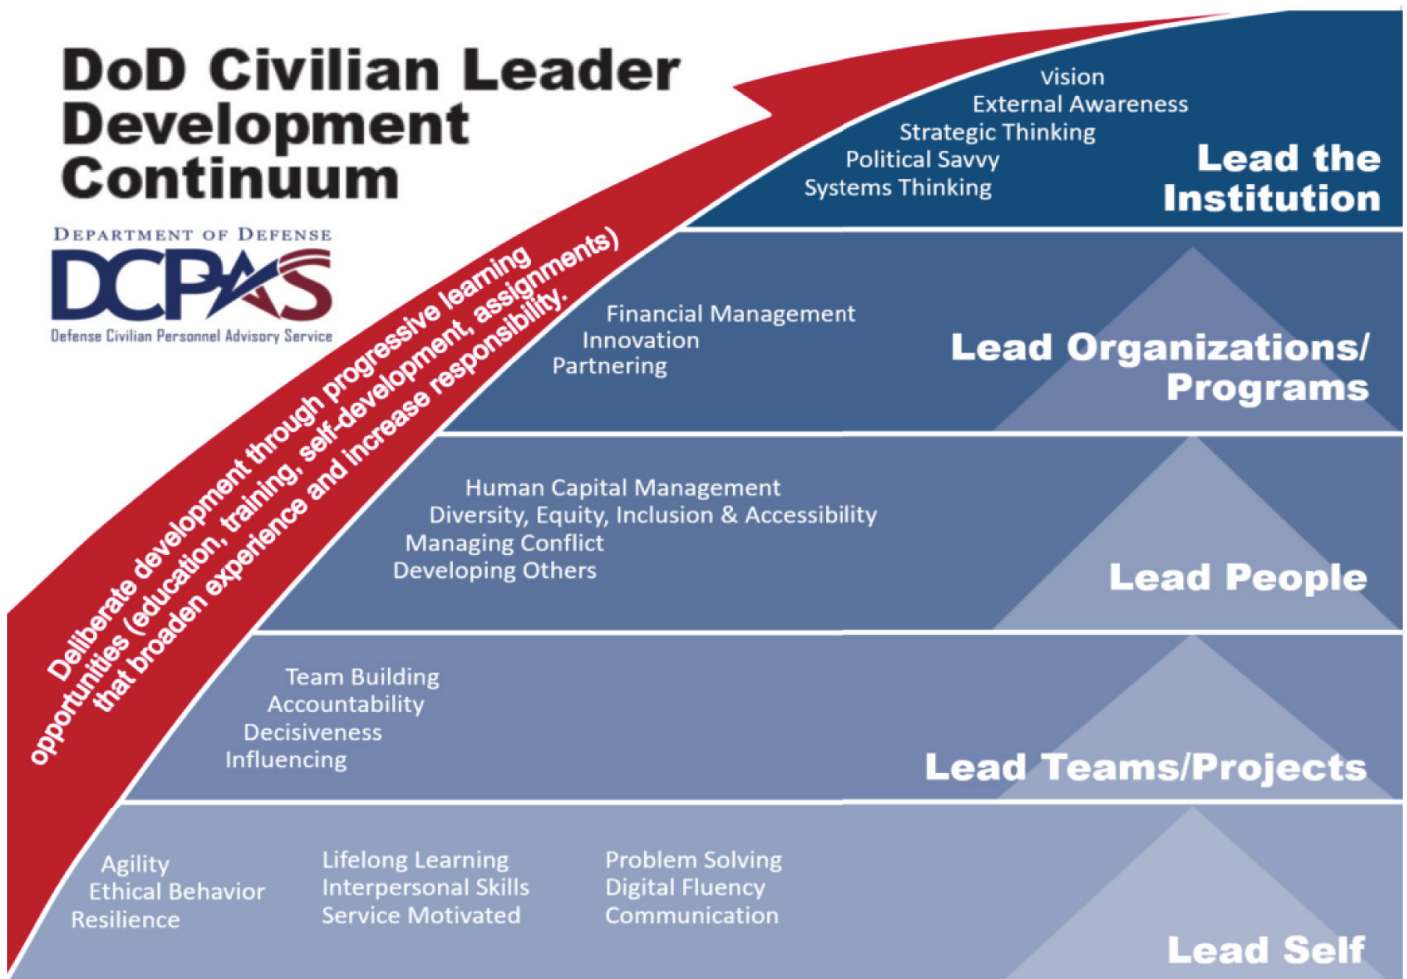 DoD Civilian Leader
Development
Continuum
DEPARTMENT OF DEFENSE
DCPAS
Defense Civilian Personnel Advisory Service
Deliberate development through progressive learning
opportunities (education, training, self-development, assignments)
that broaden experience and increase responsibility.
Vision
External Awareness
Strategic Thinking
Political Savvy
Systems Thinking
Lead the
Institution
Financial Management
Innovation
Partnering
Lead Organizations/
Programs
Human Capital Management
Diversity, Equity, Inclusion & Accessibility
Managing Conflict
Developing Others
Lead People
Team Building
Accountability
Decisiveness
Influencing
Lead Teams/Projects
Agility
Ethical Behavior
Resilience
Lifelong Learning
Interpersonal Skills
Service Motivated
Problem Solving
Digital Fluency
Communication
Lead Self